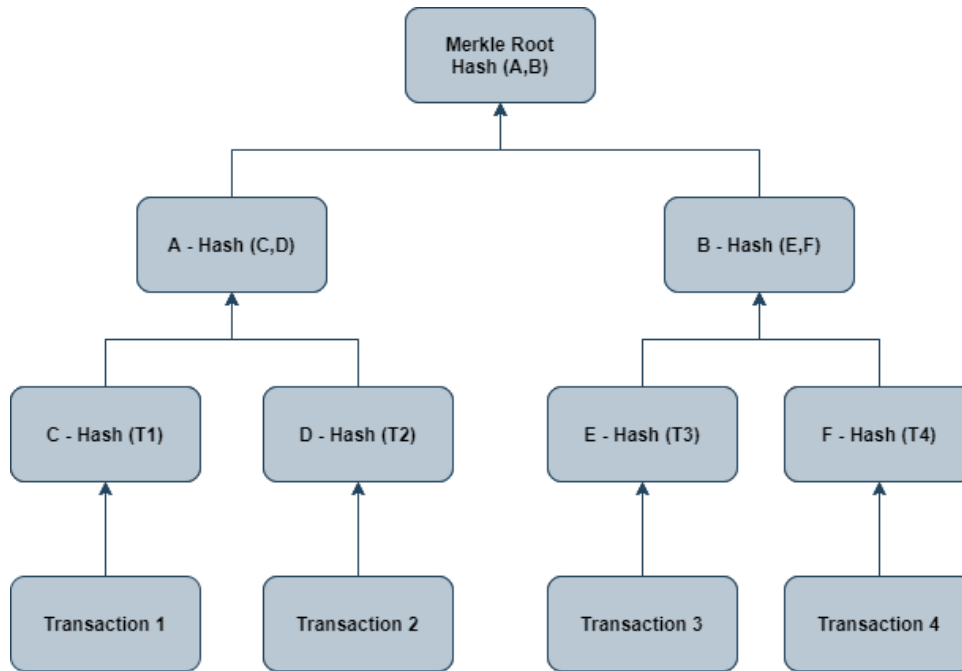 Merkle Root
Hash (A,B)
A - Hash (C,D)
B - Hash (E,F)
C - Hash (T1)
D - Hash (T2)
E - Hash (T3)
F - Hash (T4)
Transaction 1
Transaction 2
Transaction 3
Transaction 4